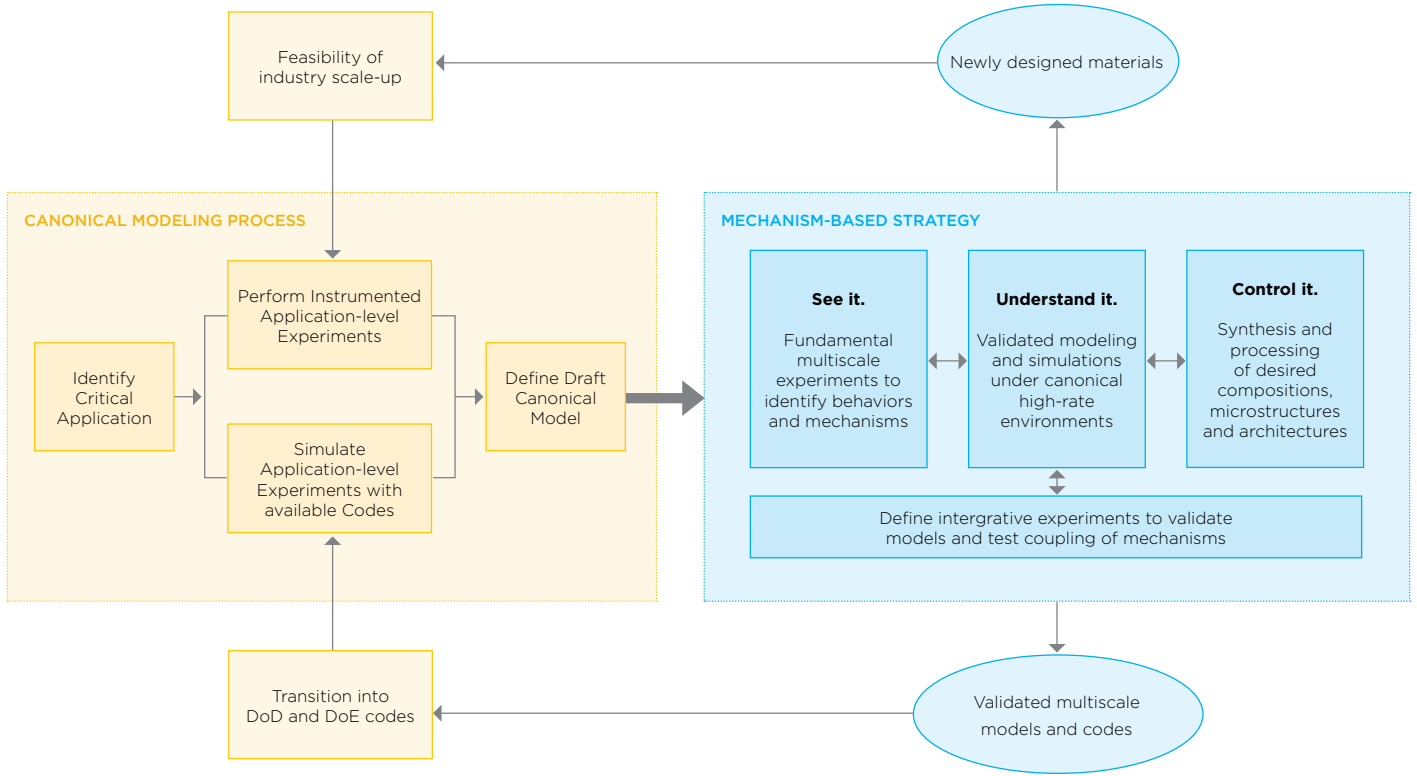 Feasibility of
industry scale-up
Newly designed materials
CANONICAL MODELING PROCESS
Identify
Critical
Application
Perform Instrumented
Application-level
Experiments
Simulate
Application-level
Experiments with
available Codes
Define Draft
Canonical
Model
MECHANISM-BASED STRATEGY
See it.
Fundamental
multiscale
experiments to
identify behaviors
and mechanisms
Understand it.
Validated modeling
and simulations
under canonical
high-rate
environments
Control it.
Synthesis and
processing
of desired
compositions,
microstructures
and architectures
Define intergrative experiments to validate
models and test coupling of mechanisms
Transition into
DoD and DoE codes
Validated multiscale
models and codes